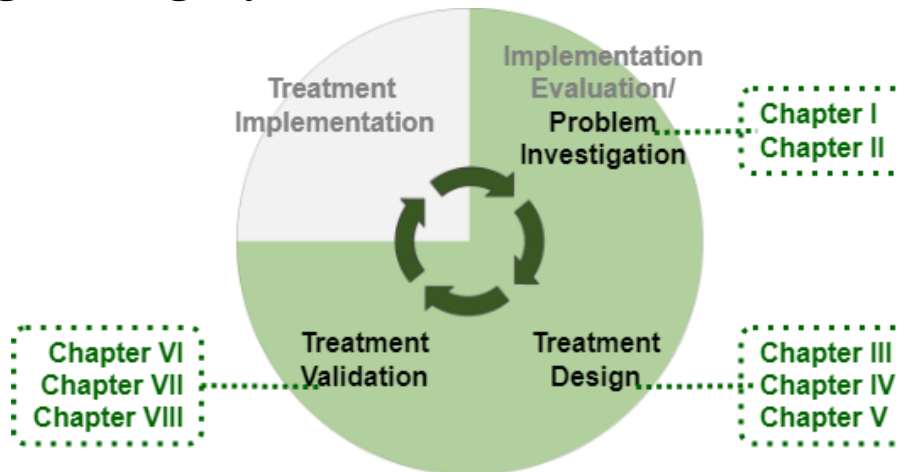 Treatment
Implementation
Implementation
Evaluation/
Problem
Investigation
Chapter I
Chapter II
Treatment
Validation
Treatment
Design
Chapter VI
Chapter VII
Chapter VIII
Chapter III
Chapter IV
Chapter V